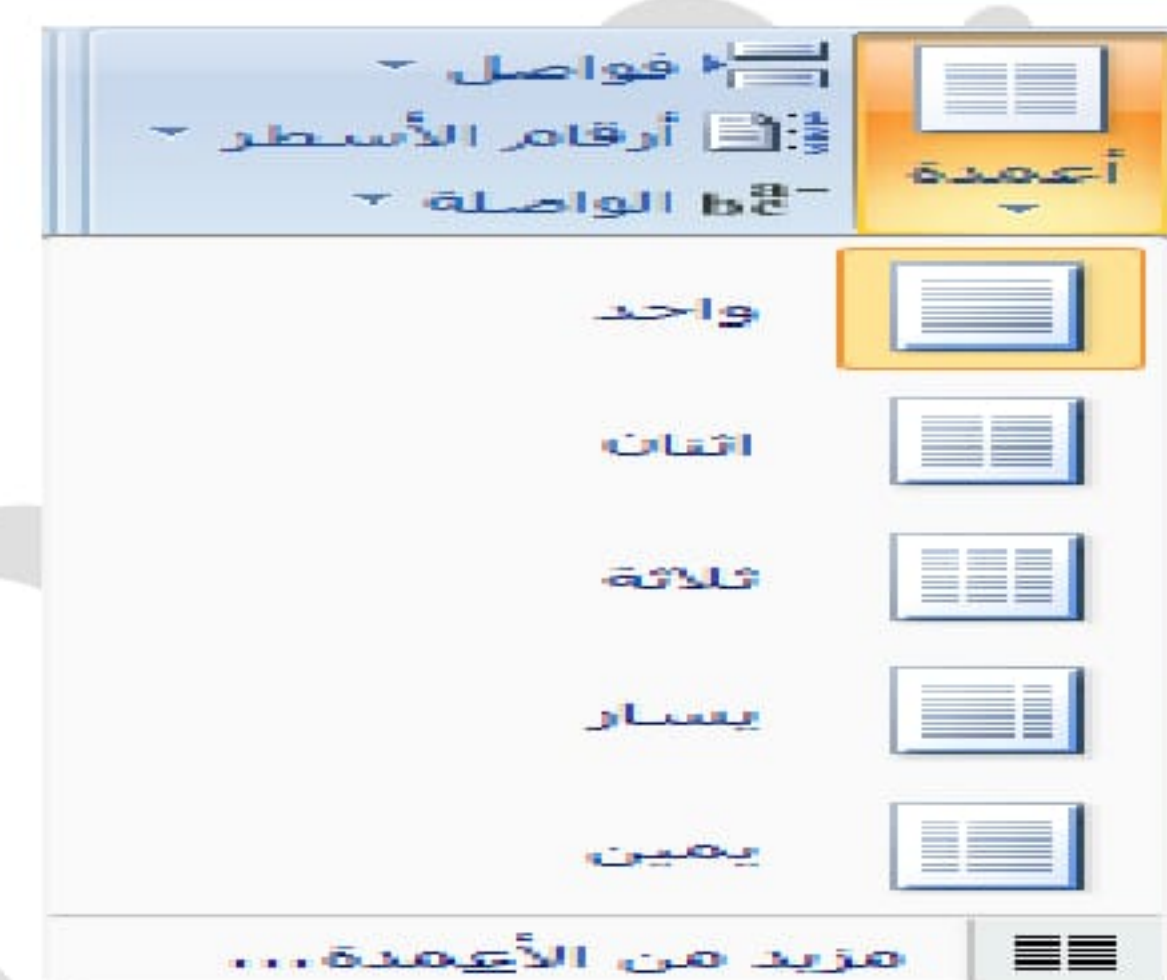 أعمدة
فواصل
أرقام الأسطر
الواصلة
واحد
اثنان
ثلاثة
يسار
يمين
مزيد من الأعمدة...